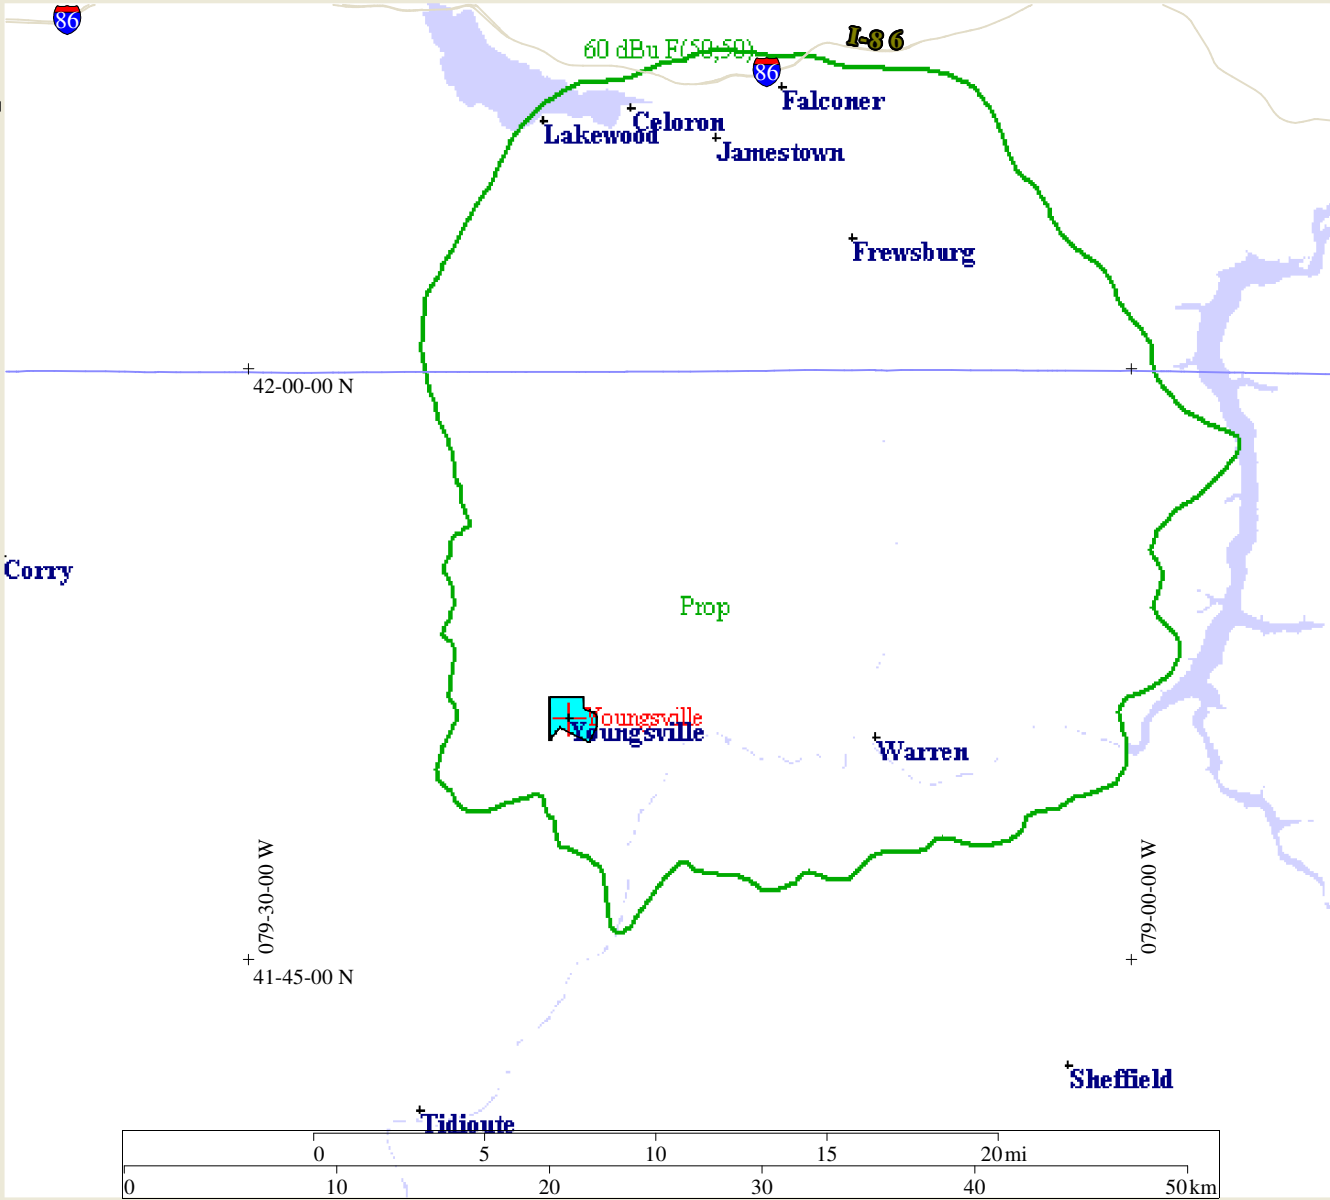 86
60 dBu F(50,50)
I-86
86
Falconer
Celoron
Lakewood
Jamestown
Frewsburg
42-00-00 N
Corry
Prop
Youngsville
Youngsville
Warren
079-30-00 W
079-00-00 W
41-45-00 N
Sheffield
Tidioute
0 5 10 15 20 mi
0 10 20 30 40 50 km